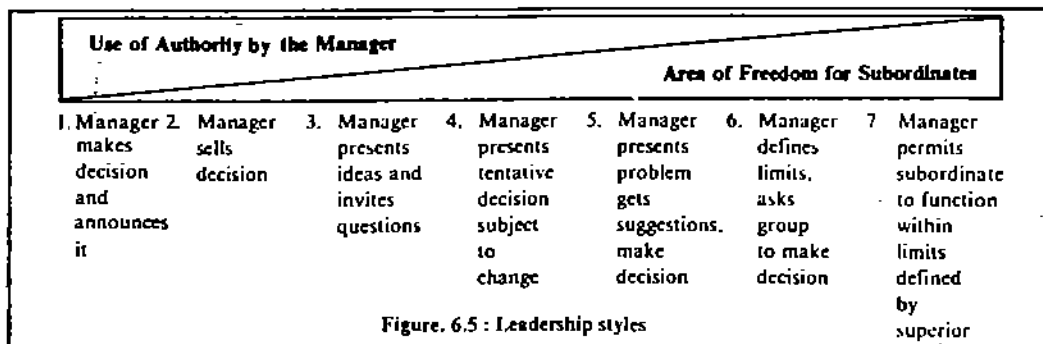 Use of Authority by the Manager
Area of Freedom for Subordinates
1. Manager makes decision and announces it
2. Manager sells decision
3. Manager presents ideas and invites questions
4. Manager presents tentative decision subject to change
5. Manager presents problem gets suggestions, make decision
6. Manager defines limits, asks group to make decision
7 Manager permits subordinate to function within limits defined by superior
Figure. 6.5 : Leadership styles